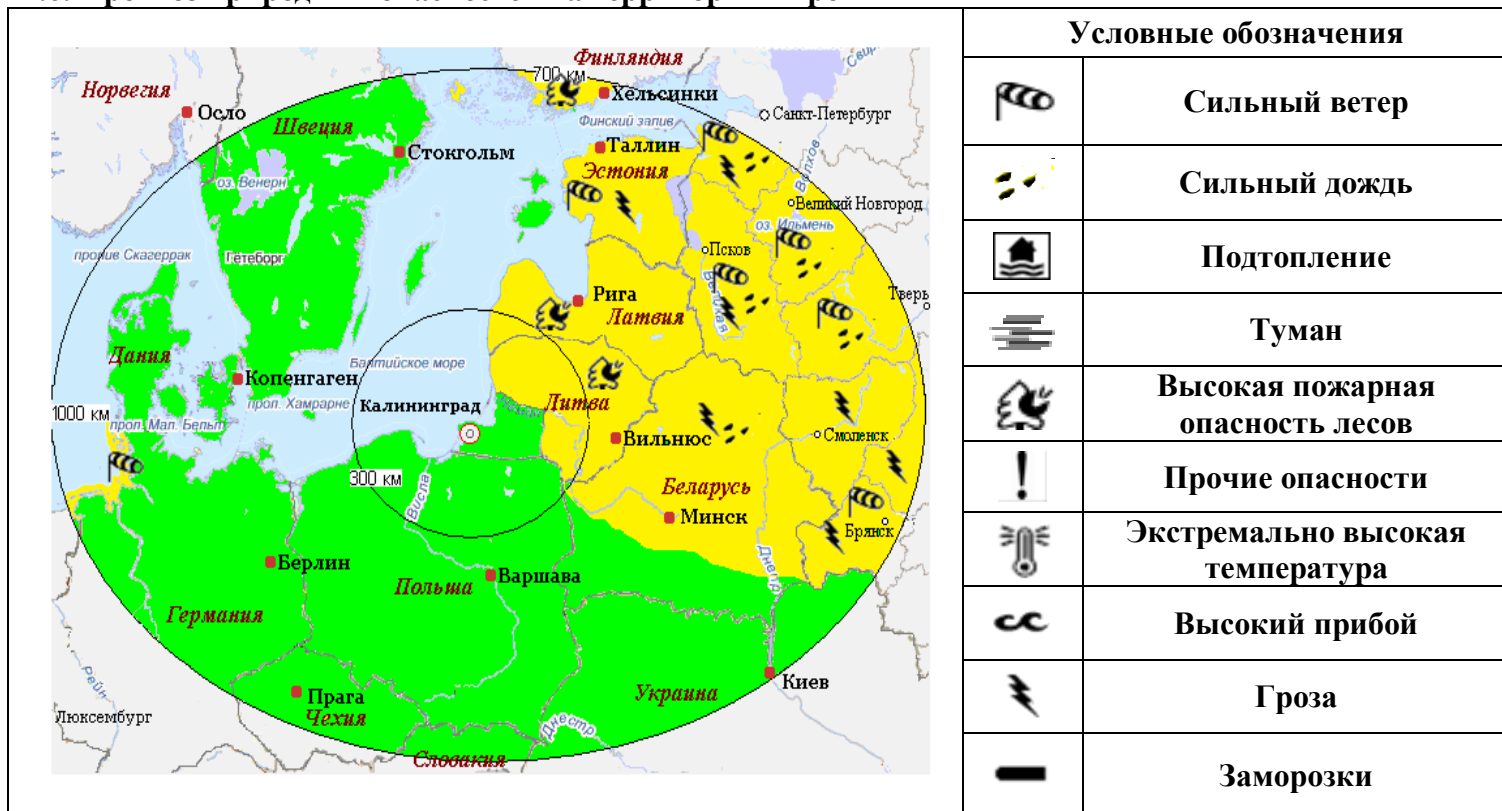 Условные обозначения
Сильный ветер
Сильный дождь
Подтопление
Туман
Высокая пожарная
опасность лесов
Прочие опасности
Экстремально высокая
температура
Высокий прибой
Гроза
Заморозки
Финляндия
700 км
Норвегия
Хельсинки
Осло
Санкт-Петербург
Швеция
Финский залив
Таллин
Стокгольм
Эстония
Волхов
оз. Венерн
Великий Новгород
оз. Ильмень
Псков
пролив Скагеррак
Гётеборг
Великая
Тверь
Рига
Латвия
Дания
Балтийское море
Копенгаген
Калининград
Литва
1000 км
прол. Хамрарне
прол. Мал. Бельт
Вильнюс
Смоленск
300 км
Висла
Беларусь
Минск
Брянск
Днепр
Берлин
Варшава
Польша
Германия
Рейн
Прага
Чехия
Украина
Киев
Люксембург
Днестр
Словакия